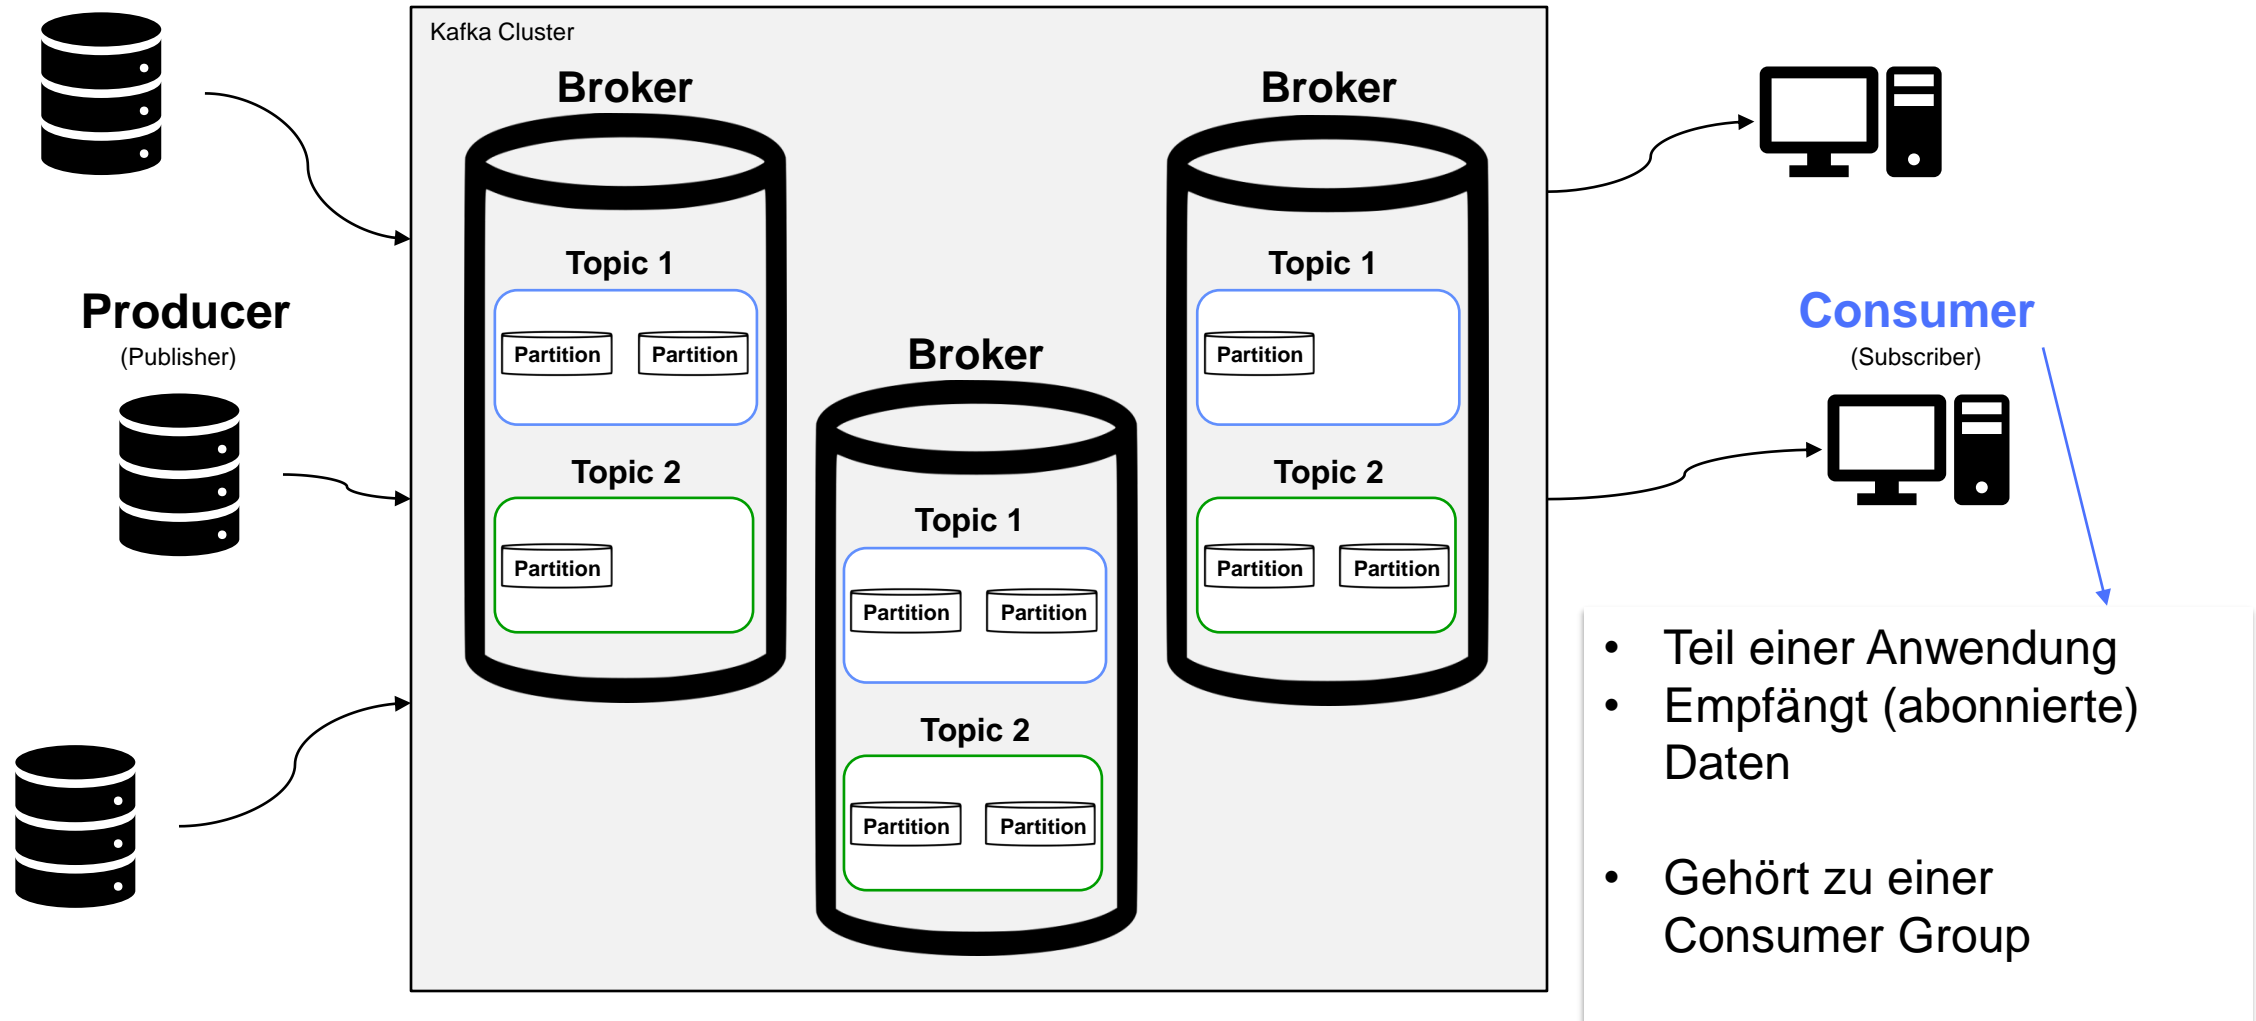 Kafka Cluster
Producer
(Publisher)
Broker
Topic 1
Partition Partition
Topic 2
Partition
Broker
Topic 1
Partition Partition
Topic 2
Partition Partition
Broker
Topic 1
Partition
Topic 2
Partition Partition
Consumer
(Subscriber)
• Teil einer Anwendung
• Empfängt (abonnierte)
Daten
• Gehört zu einer
Consumer Group